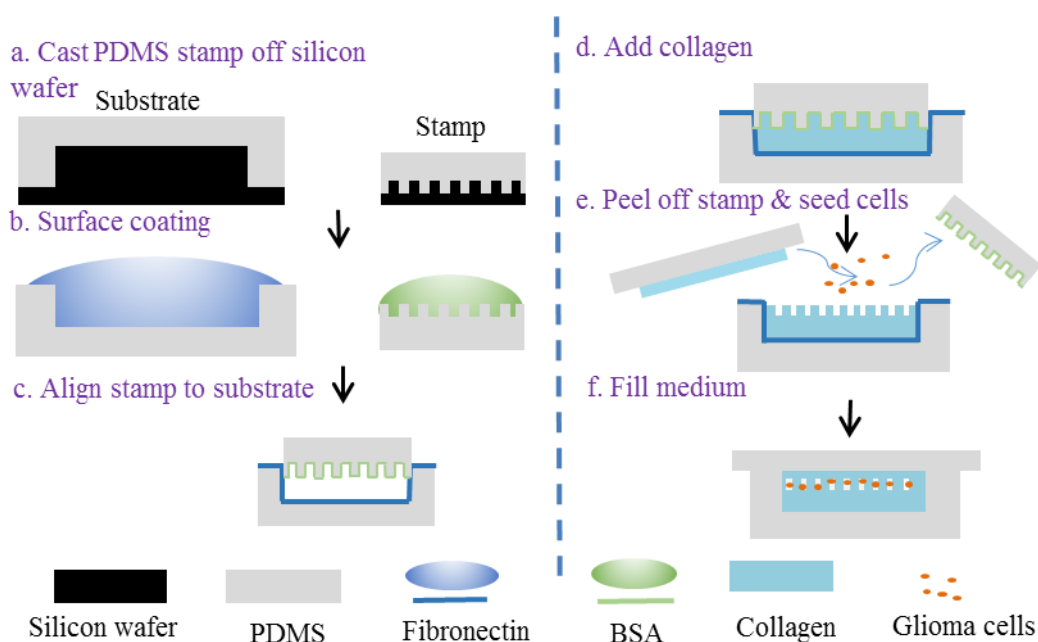 a. Cast PDMS stamp off silicon
wafer
Substrate
Stamp
b. Surface coating
c. Align stamp to substrate
d. Add collagen
e. Peel off stamp & seed cells
f. Fill medium
Silicon wafer
PDMS
Fibronectin
BSA
Collagen
Glioma cells